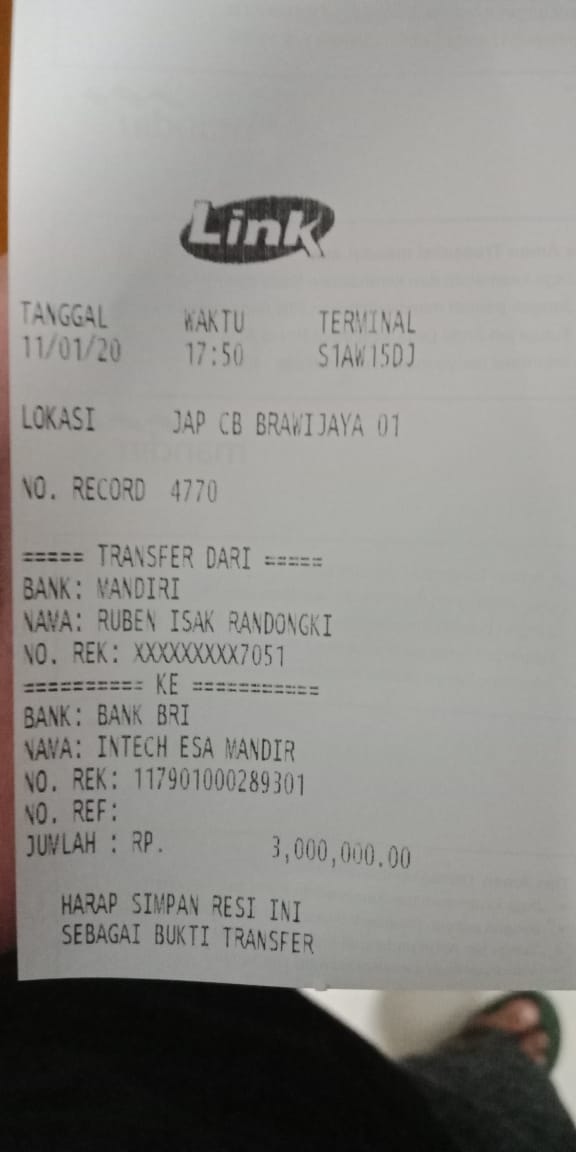 Link
TANGGAL WAKTU TERMINAL
11/01/20 17:50 S1AW15DJ
LOKASI JAP CB BRAWIJAYA 01
NO. RECORD 4770
===== TRANSFER DARI =====
BANK: MANDIRI
NAMA: RUBEN ISAK RANDONGKI
NO. REK: XXXXXXXXX7051
========== KE ===========
BANK: BANK BRI
NAMA: INTECH ESA MANDIR
NO. REK: 117901000289301
NO. REF:
JUMLAH : RP. 3,000,000.00
HARAP SIMPAN RESI INI
SEBAGAI BUKTI TRANSFER